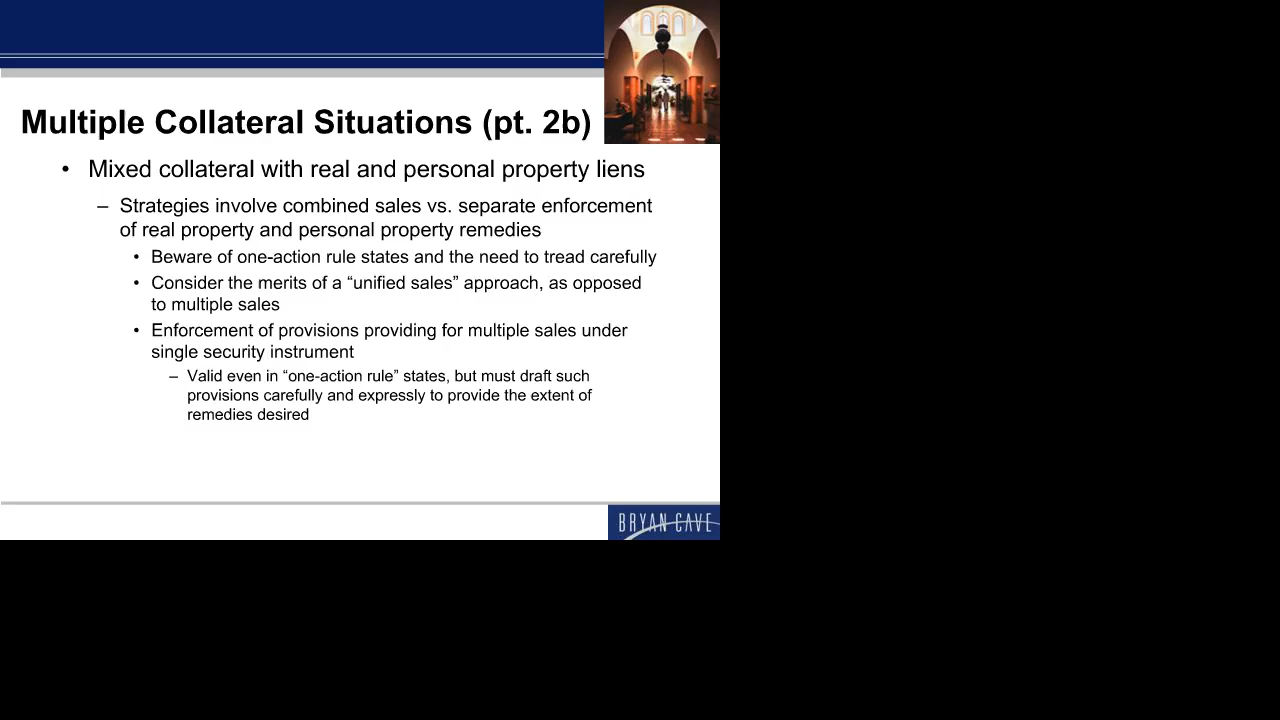 Multiple Collateral Situations (pt. 2b)
• Mixed collateral with real and personal property liens
– Strategies involve combined sales vs. separate enforcement
of real property and personal property remedies
• Beware of one-action rule states and the need to tread carefully
• Consider the merits of a “unified sales” approach, as opposed
to multiple sales
• Enforcement of provisions providing for multiple sales under
single security instrument
– Valid even in “one-action rule” states, but must draft such
provisions carefully and expressly to provide the extent of
remedies desired
BRYAN CAVE